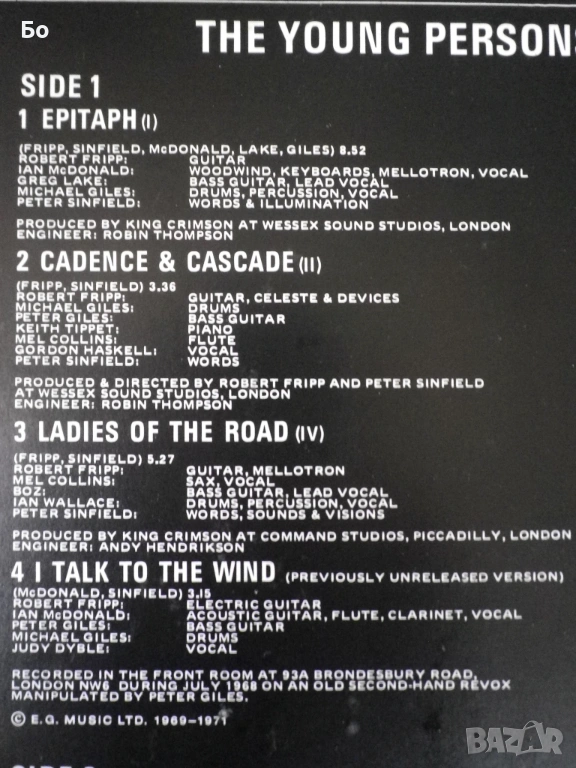 Бо
THE YOUNG PERSONS
SIDE 1
1 EPITAPH (I)
(FRIPP, SINFIELD, McDONALD, LAKE, GILES) 8.52
ROBERT FRIPP: GUITAR
IAN McDONALD: WOODWIND, KEYBOARDS, MELLOTRON, VOCAL
GREG LAKE: BASS GUITAR, LEAD VOCAL
MICHAEL GILES: DRUMS, PERCUSSION, VOCAL
PETER SINFIELD: WORDS & ILLUMINATION
PRODUCED BY KING CRIMSON AT WESSEX SOUND STUDIOS, LONDON
ENGINEER: ROBIN THOMPSON
2 CADENCE & CASCADE (II)
(FRIPP, SINFIELD) 3.36
ROBERT FRIPP: GUITAR, CELESTE & DEVICES
MICHAEL GILES: DRUMS
PETER GILES: BASS GUITAR
KEITH TIPPET: PIANO
MEL COLLINS: FLUTE
GORDON HASKELL: VOCAL
PETER SINFIELD: WORDS
PRODUCED & DIRECTED BY ROBERT FRIPP AND PETER SINFIELD
AT WESSEX SOUND STUDIOS, LONDON
ENGINEER: ROBIN THOMPSON
3 LADIES OF THE ROAD (IV)
(FRIPP, SINFIELD) 5.27
ROBERT FRIPP: GUITAR, MELLOTRON
MEL COLLINS: SAX, VOCAL
BOZ: BASS GUITAR, LEAD VOCAL
IAN WALLACE: DRUMS, PERCUSSION, VOCAL
PETER SINFIELD: WORDS, SOUNDS & VISIONS
PRODUCED BY KING CRIMSON AT COMMAND STUDIOS, PICCADILLY, LONDON
ENGINEER: ANDY HENDRIKSON
4 I TALK TO THE WIND (PREVIOUSLY UNRELEASED VERSION)
(McDONALD, SINFIELD) 3.15
ROBERT FRIPP: ELECTRIC GUITAR
IAN McDONALD: ACOUSTIC GUITAR, FLUTE, CLARINET, VOCAL
PETER GILES: BASS GUITAR
MICHAEL GILES: DRUMS
JUDY DYBLE: VOCAL
RECORDED IN THE FRONT ROOM AT 93A BRONDESBURY ROAD,
LONDON NW6 DURING JULY 1968 ON AN OLD SECOND-HAND REVOX
MANIPULATED BY PETER GILES.
© E.G. MUSIC LTD. 1969-1971
BAZAR
bg